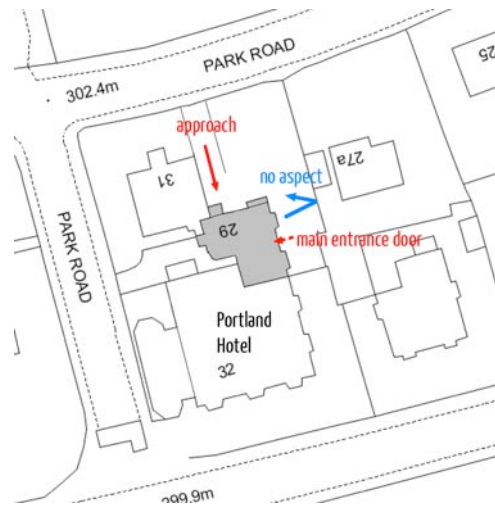 PARK ROAD
25
302.4m
approach
31
no aspect
27a
29
main entrance door
PARK ROAD
Portland
Hotel
32
299.9m